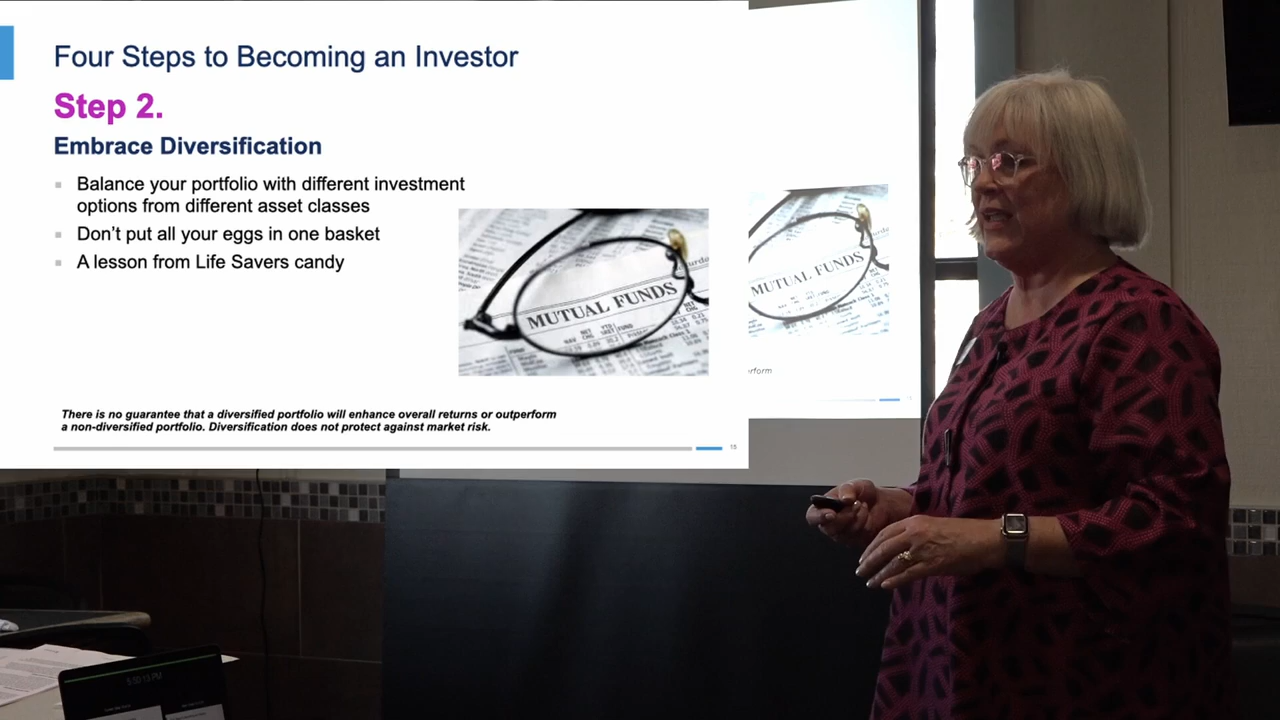 Four Steps to Becoming an Investor
Step 2.
Embrace Diversification
Balance your portfolio with different investment
options from different asset classes
Don't put all your eggs in one basket
A lesson from Life Savers candy
MUTUAL FUNDS
There is no guarantee that a diversified portfolio will enhance overall returns or outperform
a non-diversified portfolio. Diversification does not protect against market risk.
15
MUTUAL FUNDS